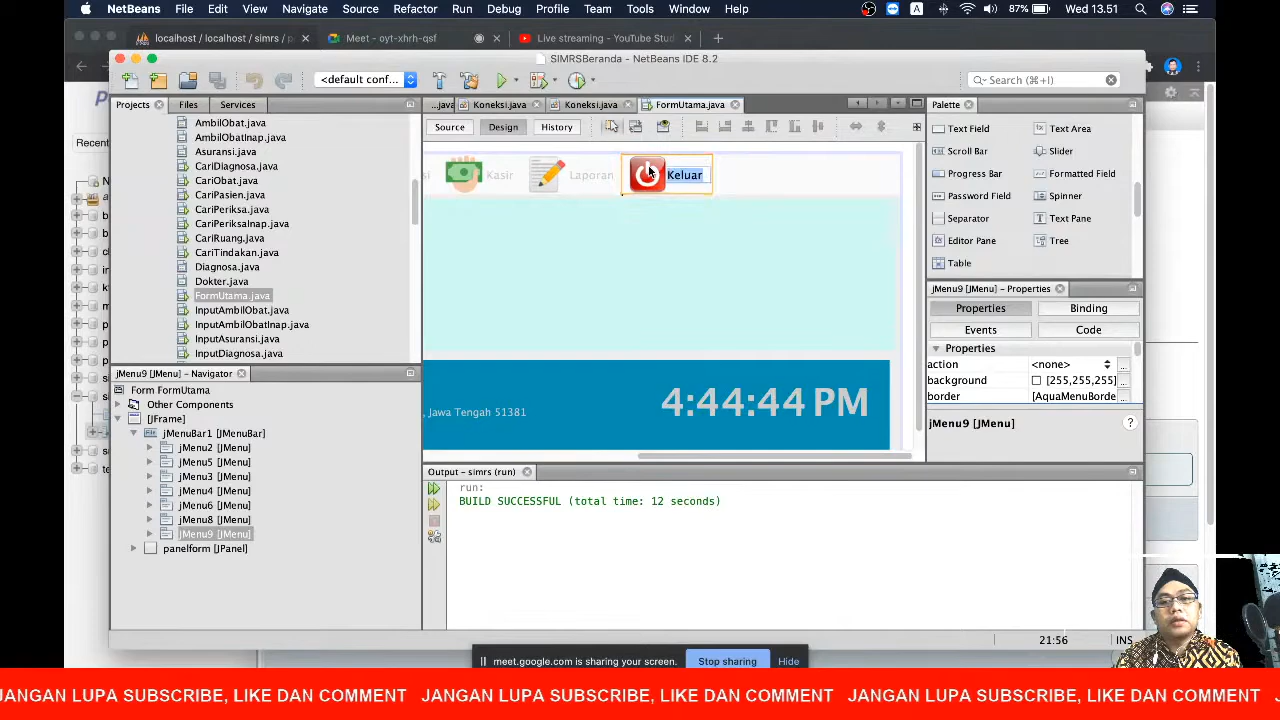 NetBeans File Edit View Navigate Source Refactor Run Debug Profile Team Tools Window Help
A 87% Wed 13.51
localhost / localhost / simrs / p
Meet - oyt-xhrh-qsf
Live streaming - YouTube Stud
SIMRSBeranda - NetBeans IDE 8.2
<default conf...
Search (⌘+I)
Projects Files Services
...java Koneksi.java Koneksi.java FormUtama.java
Palette
Source Design History
Recent
AmbilObat.java
AmbilObatInap.java
Asuransi.java
CariDiagnosa.java
CariObat.java
CariPasien.java
CariPeriksa.java
CariPeriksaInap.java
CariRuang.java
CariTindakan.java
Diagnosa.java
Dokter.java
FormUtama.java
InputAmbilObat.java
InputAmbilObatInap.java
InputAsuransi.java
InputDiagnosa.java
si Kasir Laporan Keluar
4:44:44 PM
, Jawa Tengah 51381
Text Field Text Area
Scroll Bar Slider
Progress Bar Formatted Field
Password Field Spinner
Separator Text Pane
Editor Pane Tree
Table
jMenu9 [JMenu] - Properties
Properties Binding
Events Code
Properties
action <none> ...
background [255,255,255] ...
border [AquaMenuBorde ...
jMenu9 [JMenu]
jMenu9 [JMenu] - Navigator
Form FormUtama
Other Components
[JFrame]
jMenuBar1 [JMenuBar]
jMenu2 [JMenu]
jMenu5 [JMenu]
jMenu3 [JMenu]
jMenu4 [JMenu]
jMenu6 [JMenu]
jMenu8 [JMenu]
jMenu9 [JMenu]
panelform [JPanel]
Output - simrs (run)
run:
BUILD SUCCESSFUL (total time: 12 seconds)
21:56 INS
meet.google.com is sharing your screen. Stop sharing Hide
JANGAN LUPA SUBSCRIBE, LIKE DAN COMMENT JANGAN LUPA SUBSCRIBE, LIKE DAN COMMENT JANGAN LUPA SUBSCRIBE, LIKE DAN COMMENT